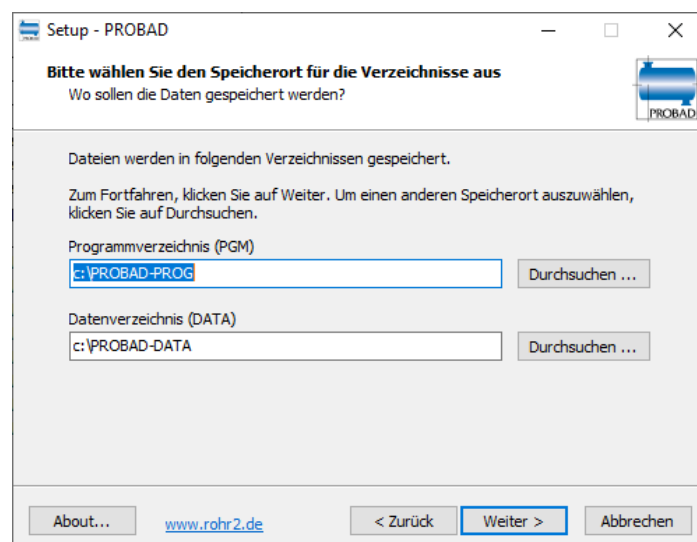 Setup - PROBAD
Bitte wählen Sie den Speicherort für die Verzeichnisse aus
Wo sollen die Daten gespeichert werden?
PROBAD
Dateien werden in folgenden Verzeichnissen gespeichert.
Zum Fortfahren, klicken Sie auf Weiter. Um einen anderen Speicherort auszuwählen,
klicken Sie auf Durchsuchen.
Programmverzeichnis (PGM)
c:\PROBAD-PROG
Durchsuchen ...
Datenverzeichnis (DATA)
c:\PROBAD-DATA
Durchsuchen ...
About...
www.rohr2.de
< Zurück
Weiter >
Abbrechen